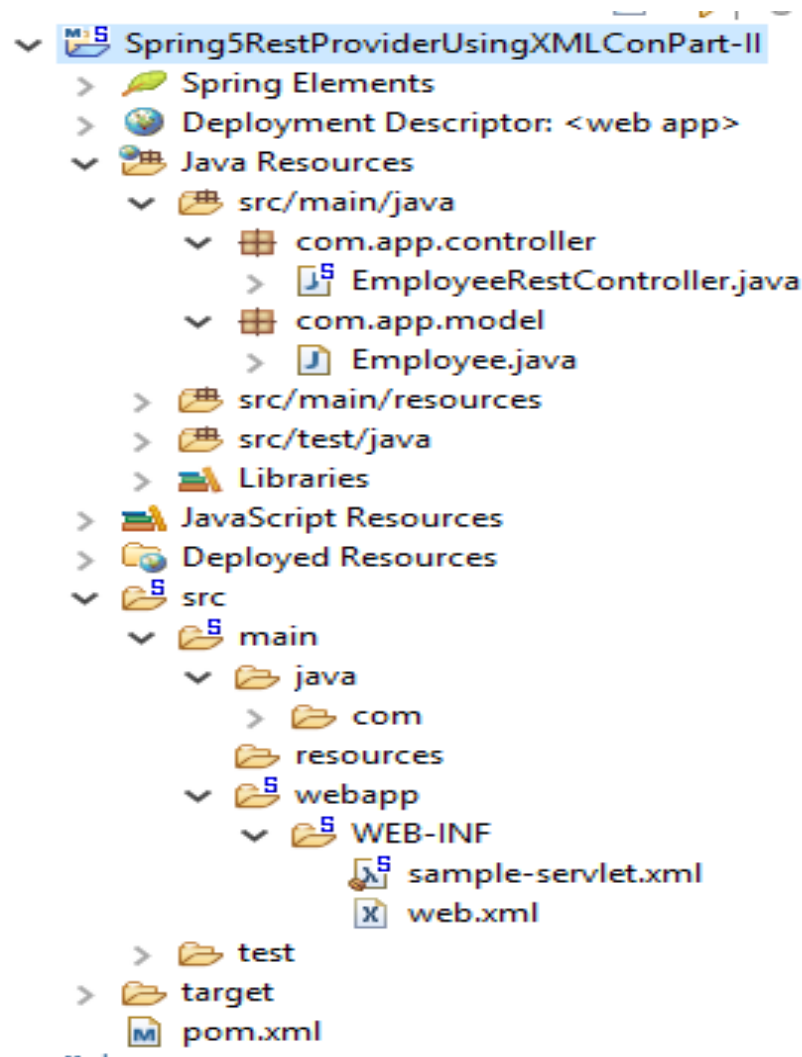 Spring5RestProviderUsingXMLConPart-II
Spring Elements
Deployment Descriptor: <web app>
Java Resources
src/main/java
com.app.controller
EmployeeRestController.java
com.app.model
Employee.java
src/main/resources
src/test/java
Libraries
JavaScript Resources
Deployed Resources
src
main
java
com
resources
webapp
WEB-INF
sample-servlet.xml
web.xml
test
target
pom.xml